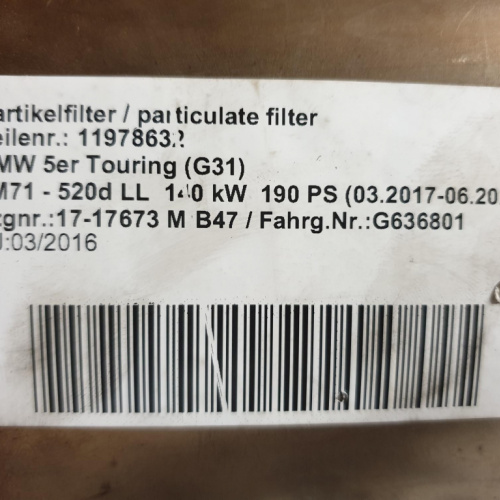 artikelfilter / particulate filter
eilenr.: 11978632
MW 5er Touring (G31)
M71 - 520d LL 140 kW 190 PS (03.2017-06.20
gnr.:17-17673 M B47 / Fahrg.Nr.:G636801
:03/2016